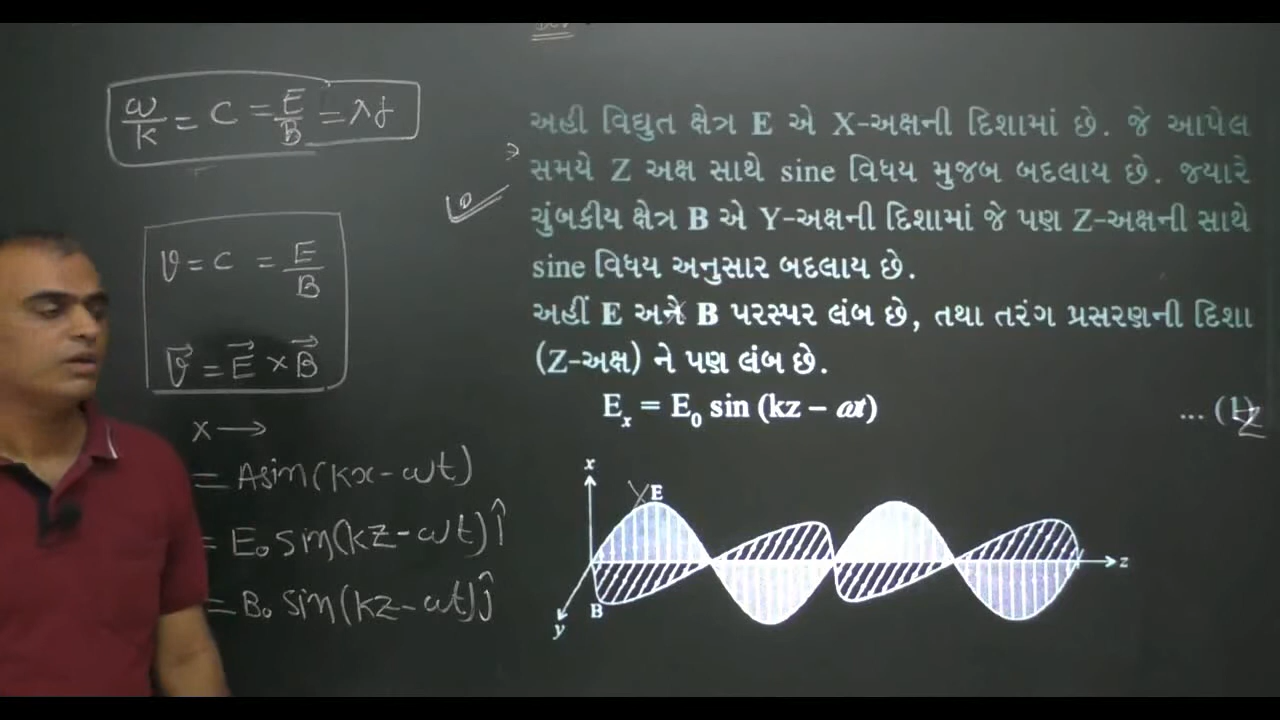 ω/k = C = E/B = λf
v = C = E/B
v⃗ = E⃗ × B⃗
x →
= A sin(kx - ωt)
= E₀ sin(kz - ωt) î
= B₀ sin(kz - ωt) ĵ
અહી વિદ્યુત ક્ષેત્ર E એ X-અક્ષની દિશામાં છે. જે આપેલ
સમયે Z અક્ષ સાથે sine વિધય મુજબ બદલાય છે. જ્યારે
ચુંબકીય ક્ષેત્ર B એ Y-અક્ષની દિશામાં જે પણ Z-અક્ષની સાથે
sine વિધય અનુસાર બદલાય છે.
અહીં E અને B પરસ્પર લંબ છે, તથા તરંગ પ્રસરણની દિશા
(Z-અક્ષ) ને પણ લંબ છે.
Eₓ = E₀ sin (kz – ωt) ... (1)
z
x
E
z
B
y